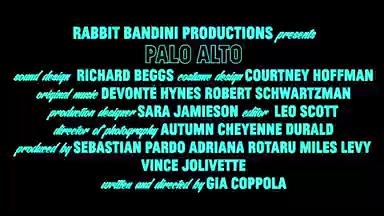 RABBIT BANDINI PRODUCTIONS presents
PALO ALTO
sound design RICHARD BEGGS costume design COURTNEY HOFFMAN
original music DEVONTÉ HYNES ROBERT SCHWARTZMAN
production designer SARA JAMIESON editor LEO SCOTT
director of photography AUTUMN CHEYENNE DURALD
produced by SEBASTIAN PARDO ADRIANA ROTARU MILES LEVY
VINCE JOLIVETTE
written and directed by GIA COPPOLA